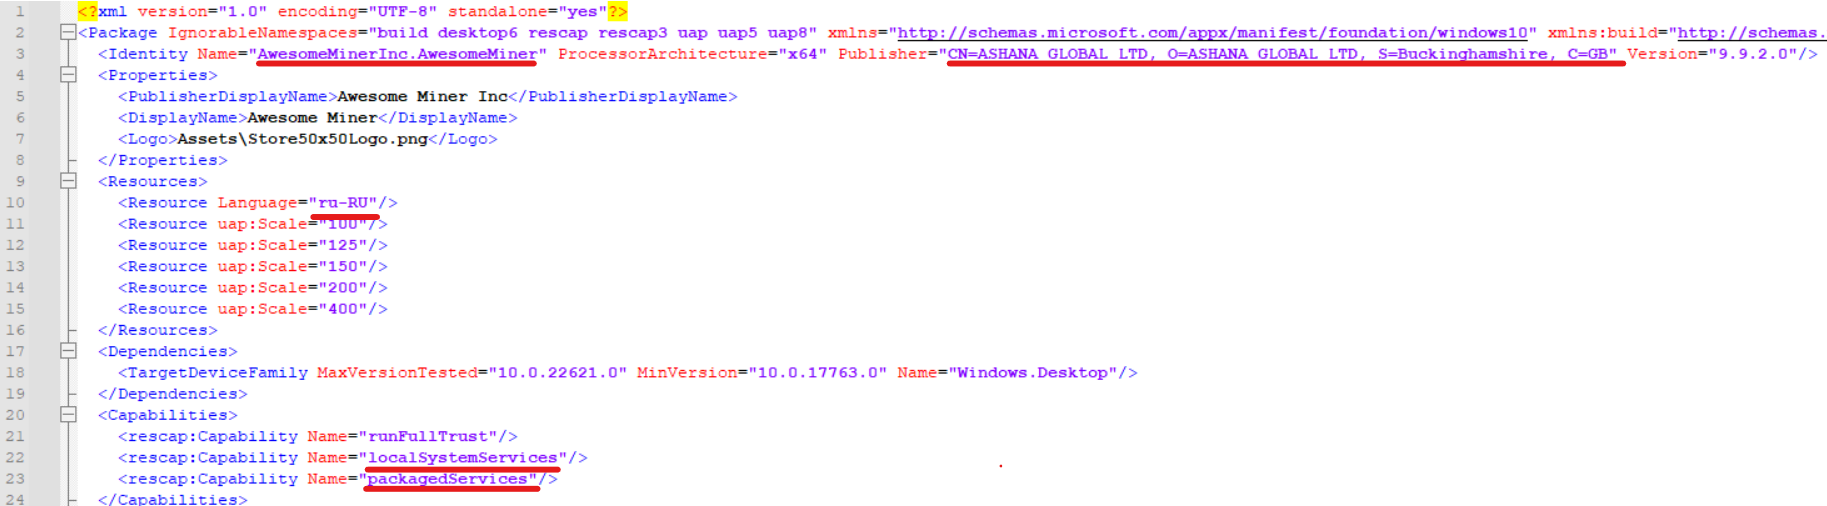 1 <?xml version="1.0" encoding="UTF-8" standalone="yes"?>
2 <Package IgnorableNamespaces="build desktop6 rescap rescap3 uap uap5 uap8" xmlns="http://schemas.microsoft.com/appx/manifest/foundation/windows10" xmlns:build="http://schemas.
3 <Identity Name="AwesomeMinerInc.AwesomeMiner" ProcessorArchitecture="x64" Publisher="CN=ASHANA GLOBAL LTD, O=ASHANA GLOBAL LTD, S=Buckinghamshire, C=GB" Version="9.9.2.0"/>
4 <Properties>
5 <PublisherDisplayName>Awesome Miner Inc</PublisherDisplayName>
6 <DisplayName>Awesome Miner</DisplayName>
7 <Logo>Assets\Store50x50Logo.png</Logo>
8 </Properties>
9 <Resources>
10 <Resource Language="ru-RU"/>
11 <Resource uap:Scale="100"/>
12 <Resource uap:Scale="125"/>
13 <Resource uap:Scale="150"/>
14 <Resource uap:Scale="200"/>
15 <Resource uap:Scale="400"/>
16 </Resources>
17 <Dependencies>
18 <TargetDeviceFamily MaxVersionTested="10.0.22621.0" MinVersion="10.0.17763.0" Name="Windows.Desktop"/>
19 </Dependencies>
20 <Capabilities>
21 <rescap:Capability Name="runFullTrust"/>
22 <rescap:Capability Name="localSystemServices"/>
23 <rescap:Capability Name="packagedServices"/>
24 </Capabilities>